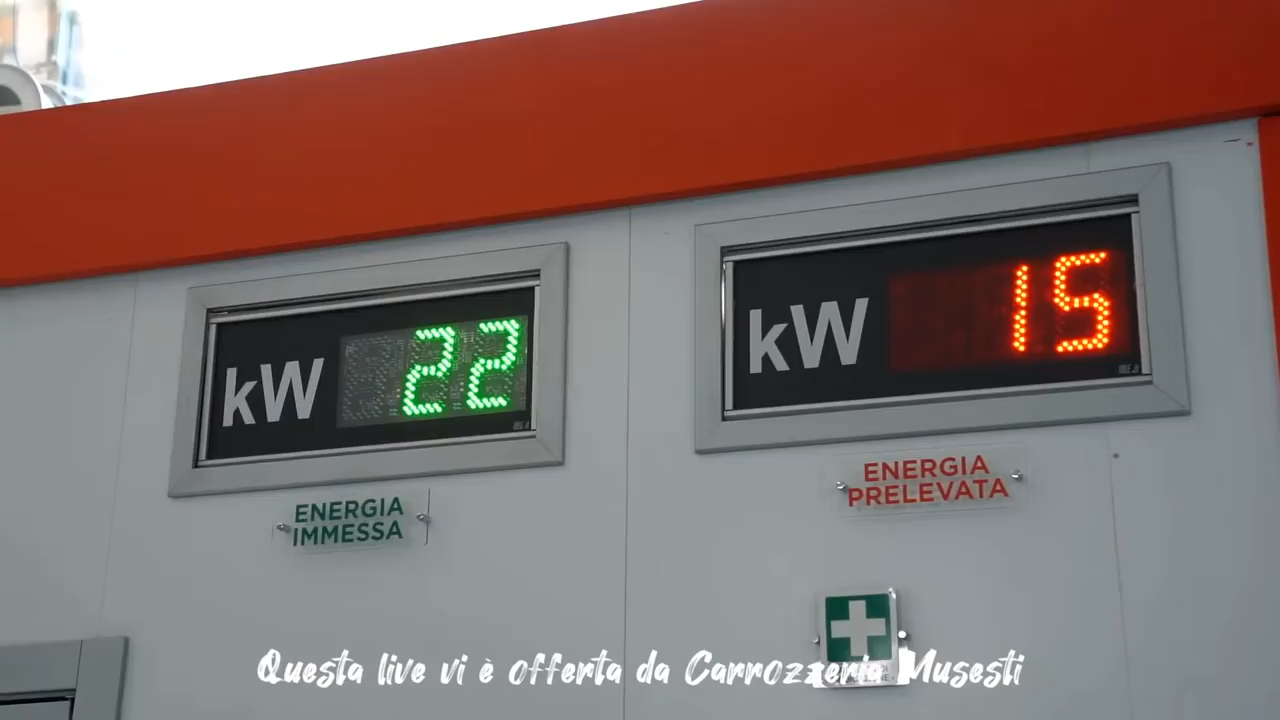 kW 22
kW 15
ENERGIA
IMMESSA
ENERGIA
PRELEVATA
Questa live vi è offerta da Carrozzeria Musesti